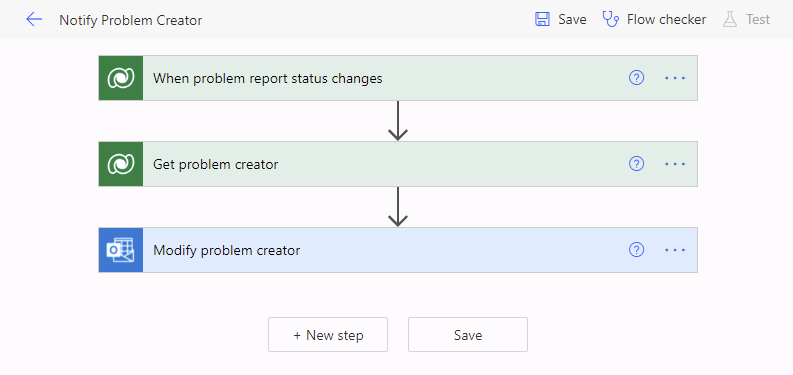 Notify Problem Creator
Save
Flow checker
Test
When problem report status changes
Get problem creator
Modify problem creator
+ New step
Save